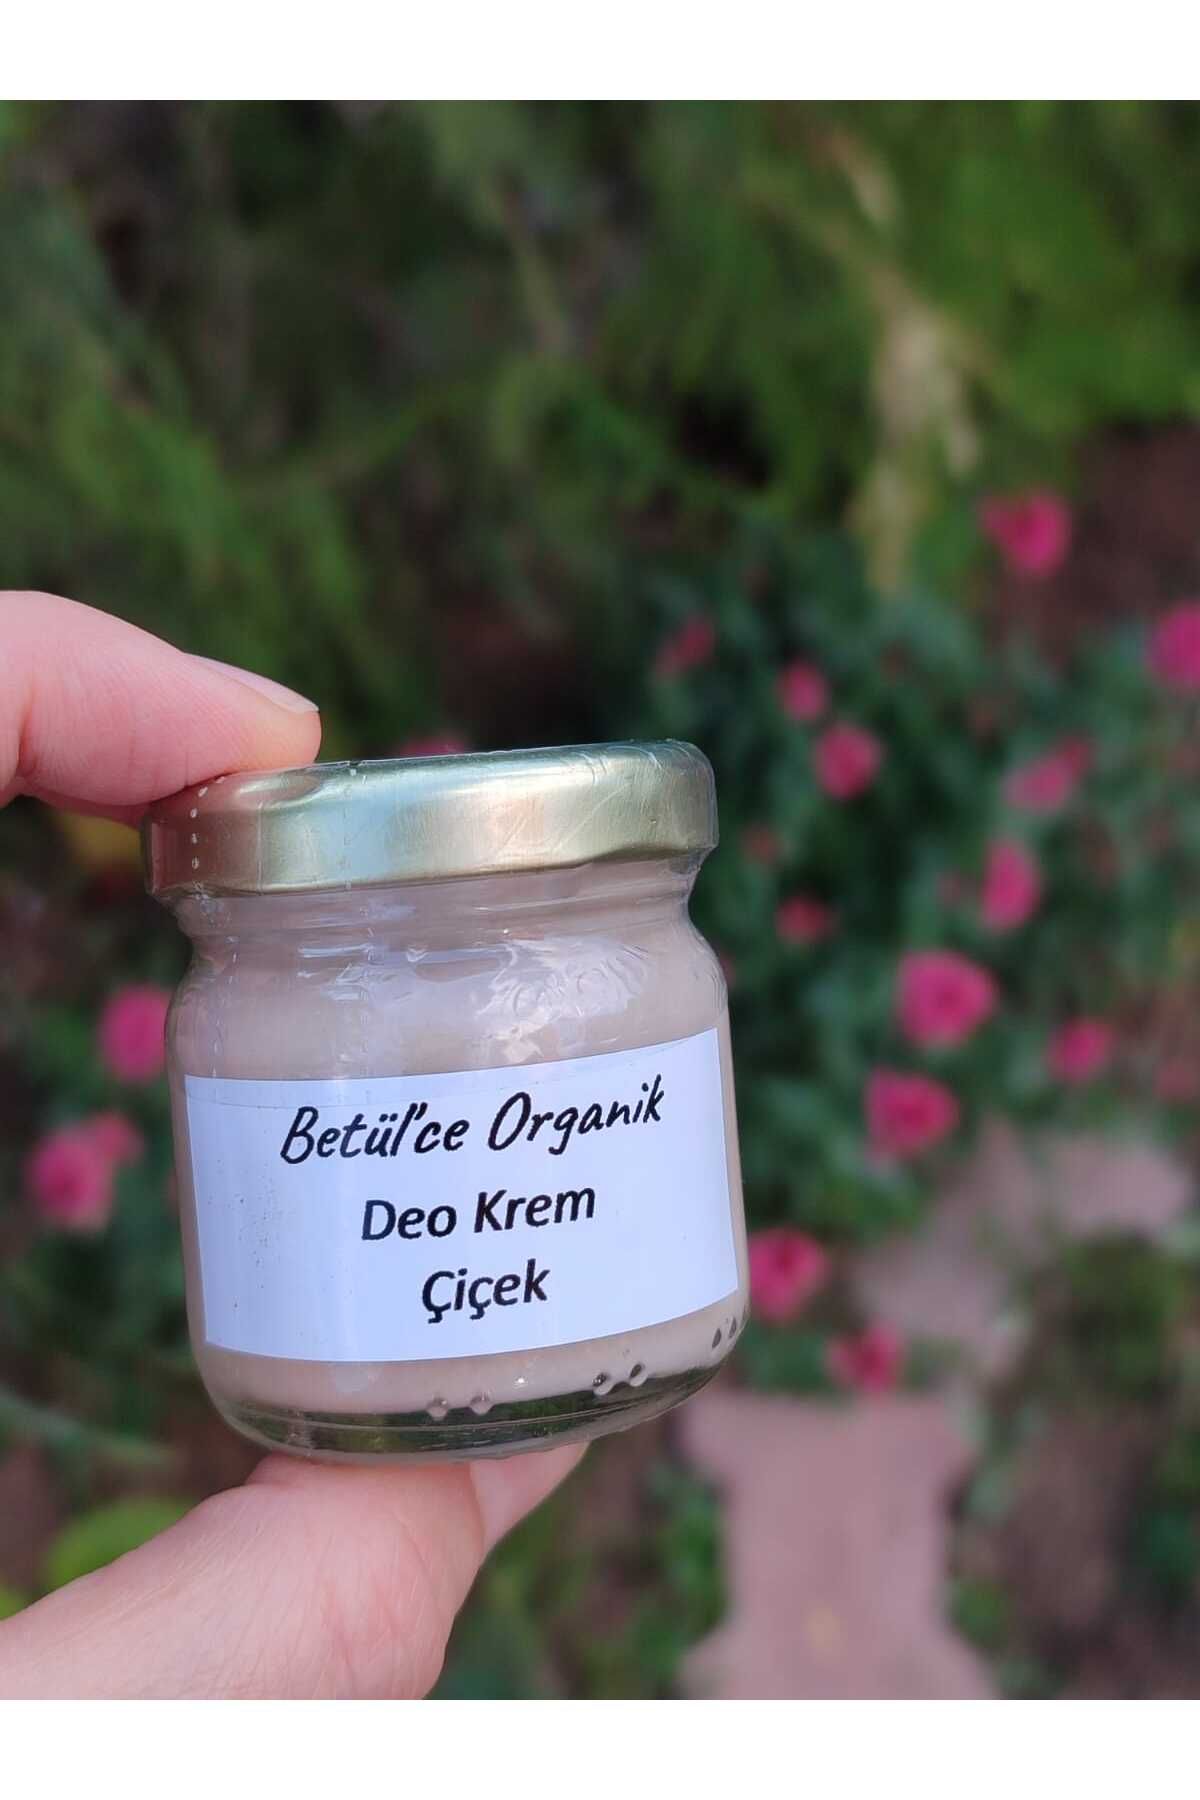 Betül'ce Organik
Deo Krem
Çiçek